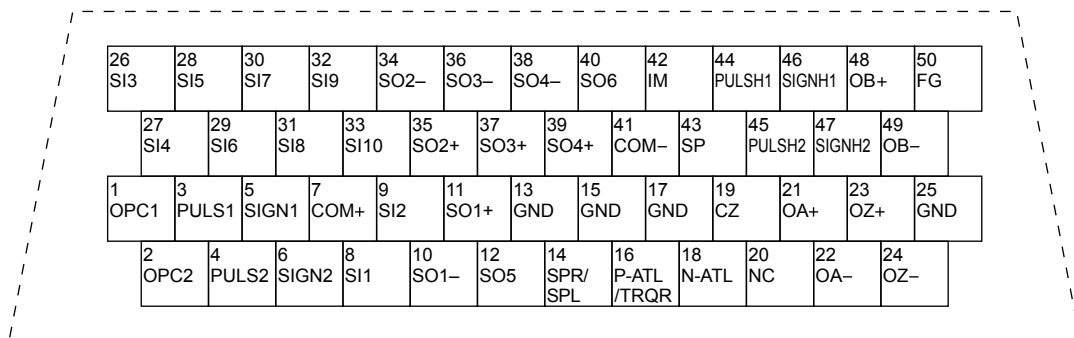 26 28 30 32 34 36 38 40 42 44 46 48 50
SI3 SI5 SI7 SI9 SO2– SO3– SO4– SO6 IM PULSH1 SIGNH1 OB+ FG
27 29 31 33 35 37 39 41 43 45 47 49
SI4 SI6 SI8 SI10 SO2+ SO3+ SO4+ COM– SP PULSH2 SIGNH2 OB–
1 3 5 7 9 11 13 15 17 19 21 23 25
OPC1 PULS1 SIGN1 COM+ SI2 SO1+ GND GND GND CZ OA+ OZ+ GND
2 4 6 8 10 12 14 16 18 20 22 24
OPC2 PULS2 SIGN2 SI1 SO1– SO5 SPR/ P-ATL N-ATL NC OA– OZ–
SPL /TRQR